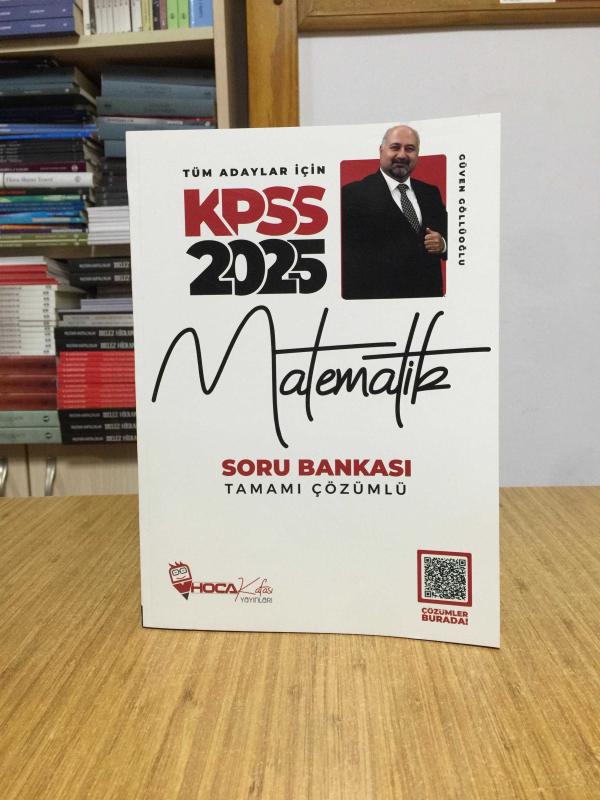 TÜM ADAYLAR İÇİN
KPSS
2025
GÜVEN GÖLLÜOĞLU
Matematik
SORU BANKASI
TAMAMI ÇÖZÜMLÜ
HOCA Kafası
YAYINLARI
ÇÖZÜMLER
BURADA!